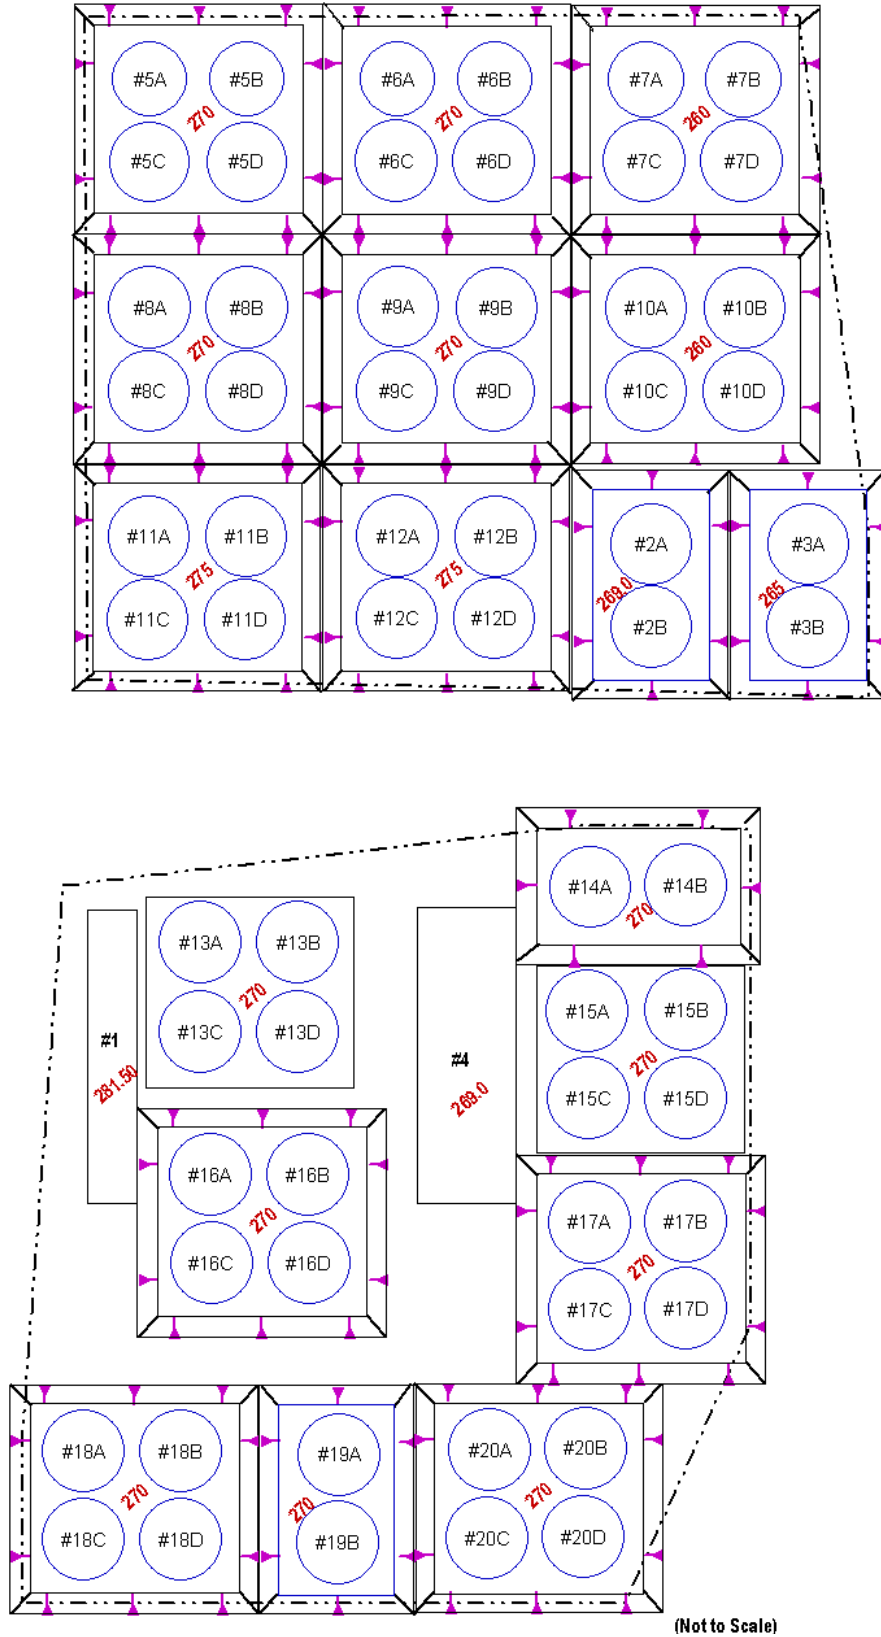 #5A #5B #6A #6B #7A #7B
270 270 260
#5C #5D #6C #6D #7C #7D
#8A #8B #9A #9B #10A #10B
270 270 260
#8C #8D #9C #9D #10C #10D
#11A #11B #12A #12B #2A #3A
275 275 269.0 265
#11C #11D #12C #12D #2B #3B
#14A #14B
270
#13A #13B
270
#13C #13D
#15A #15B
270
#15C #15D
#1
281.50
#4
269.0
#16A #16B
270
#16C #16D
#17A #17B
270
#17C #17D
#18A #18B #19A #20A #20B
270 270 270
#18C #18D #19B #20C #20D
(Not to Scale)